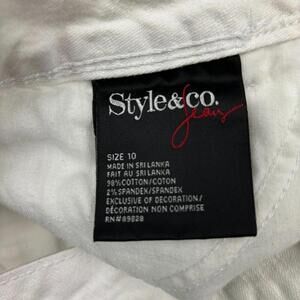 Style&co.
Jeans
SIZE 10
MADE IN SRI LANKA
FAIT AU SRI LANKA
98% COTTON/COTON
2% SPANDEX/SPANDEX
EXCLUSIVE OF DECORATION/
DÉCORATION NON COMPRISE
RN#89828